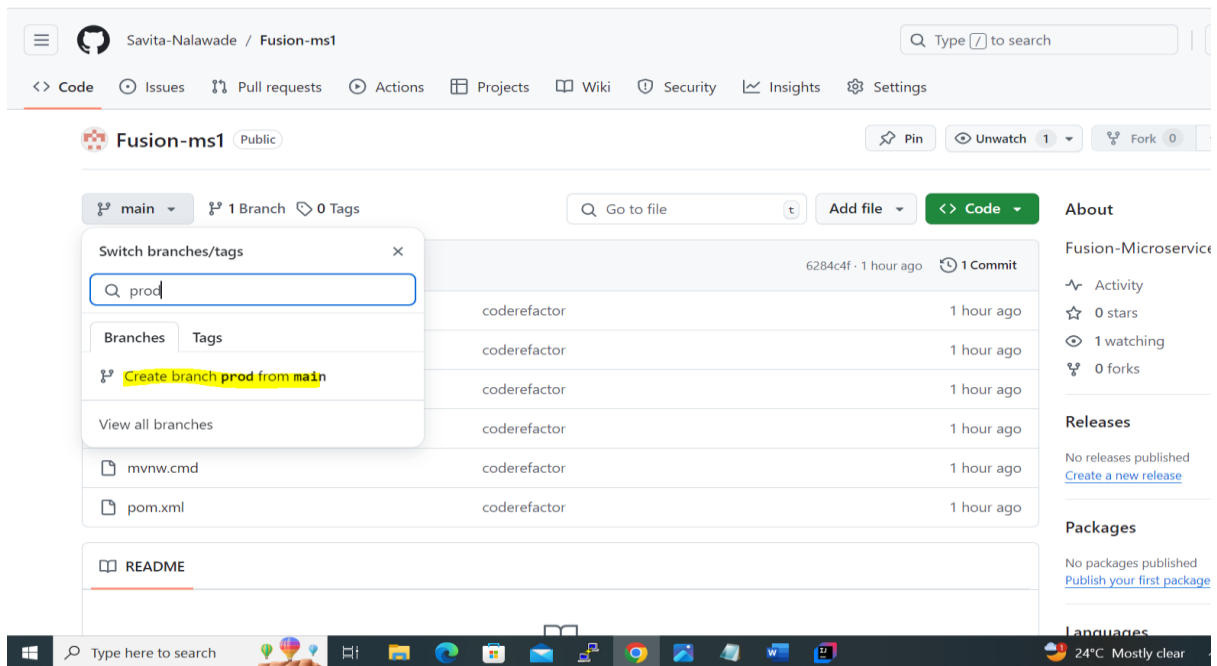 Savita-Nalawade / Fusion-ms1
Type / to search
Code Issues Pull requests Actions Projects Wiki Security Insights Settings
Fusion-ms1 Public
Pin Unwatch 1 Fork 0
main 1 Branch 0 Tags
Go to file t
Add file
<> Code
Switch branches/tags
prod
Branches Tags
Create branch prod from main
View all branches
6284c4f · 1 hour ago 1 Commit
coderefactor 1 hour ago
coderefactor 1 hour ago
coderefactor 1 hour ago
coderefactor 1 hour ago
mvnw.cmd coderefactor 1 hour ago
pom.xml coderefactor 1 hour ago
README
About
Fusion-Microservice
Activity
0 stars
1 watching
0 forks
Releases
No releases published
Create a new release
Packages
No packages published
Publish your first package
Languages
Type here to search
24°C Mostly clear